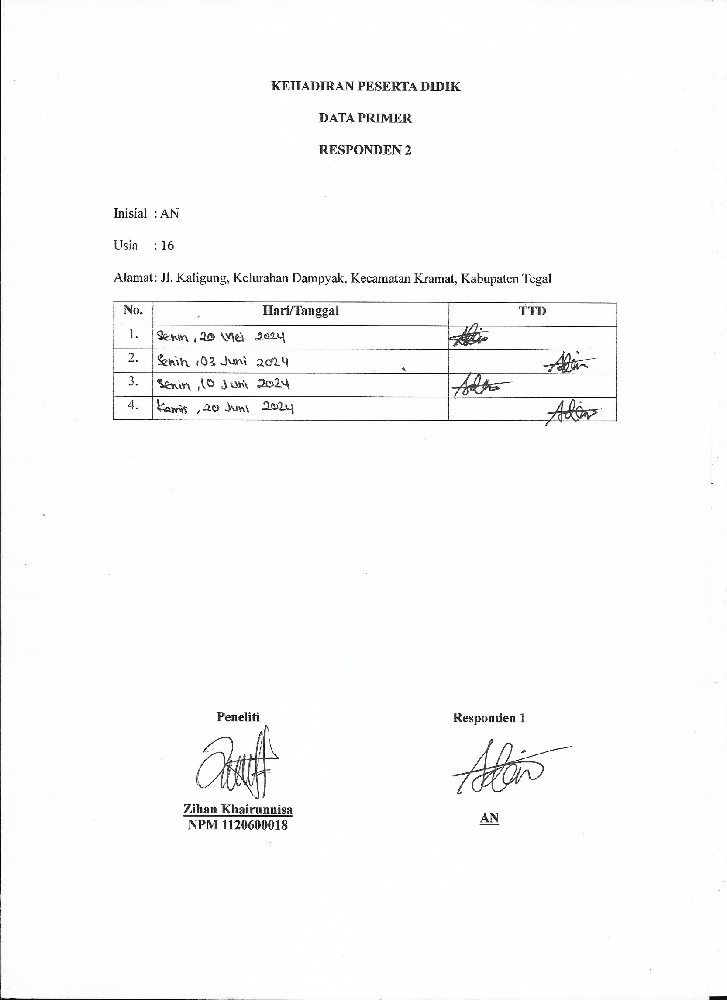 KEHADIRAN PESERTA DIDIK
DATA PRIMER
RESPONDEN 2
Inisial : AN
Usia : 16
Alamat: Jl. Kaligung, Kelurahan Dampyak, Kecamatan Kramat, Kabupaten Tegal
No. Hari/Tanggal TTD
1. Senin, 20 Mei 2024
2. Senin, 03 Juni 2024
3. Senin, 10 Juni 2024
4. Kamis, 20 Juni 2024
Peneliti Responden 1
Zihan Khairunnisa AN
NPM 1120600018